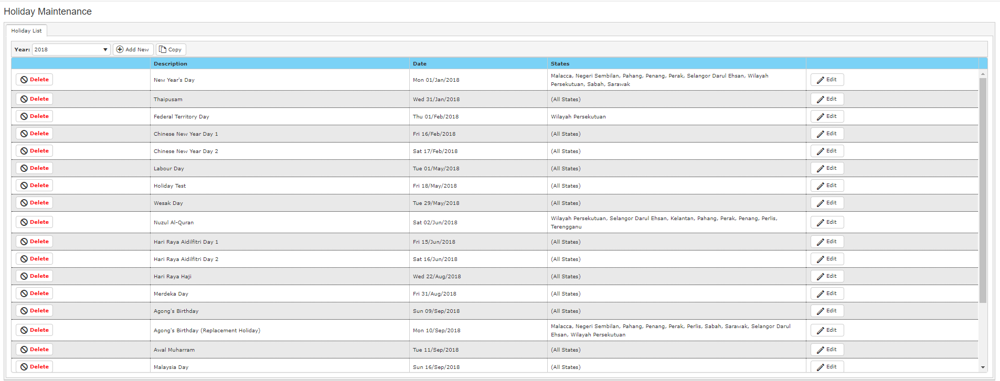 Holiday Maintenance
Holiday List
Year: 2018 Add New Copy
Description Date States
Delete New Year's Day Mon 01/Jan/2018 Malacca, Negeri Sembilan, Pahang, Penang, Perak, Selangor Darul Ehsan, Wilayah
Persekutuan, Sabah, Sarawak Edit
Delete Thaipusam Wed 31/Jan/2018 (All States) Edit
Delete Federal Territory Day Thu 01/Feb/2018 Wilayah Persekutuan Edit
Delete Chinese New Year Day 1 Fri 16/Feb/2018 (All States) Edit
Delete Chinese New Year Day 2 Sat 17/Feb/2018 (All States) Edit
Delete Labour Day Tue 01/May/2018 (All States) Edit
Delete Holiday Test Fri 18/May/2018 (All States) Edit
Delete Wesak Day Tue 29/May/2018 (All States) Edit
Delete Nuzul Al-Quran Sat 02/Jun/2018 Wilayah Persekutuan, Selangor Darul Ehsan, Kelantan, Pahang, Perak, Penang, Perlis,
Terengganu Edit
Delete Hari Raya Aidilfitri Day 1 Fri 15/Jun/2018 (All States) Edit
Delete Hari Raya Aidilfitri Day 2 Sat 16/Jun/2018 (All States) Edit
Delete Hari Raya Haji Wed 22/Aug/2018 (All States) Edit
Delete Merdeka Day Fri 31/Aug/2018 (All States) Edit
Delete Agong's Birthday Sun 09/Sep/2018 (All States) Edit
Delete Agong's Birthday (Replacement Holiday) Mon 10/Sep/2018 Malacca, Negeri Sembilan, Pahang, Penang, Perak, Perlis, Sabah, Sarawak, Selangor Darul
Ehsan, Wilayah Persekutuan Edit
Delete Awal Muharram Tue 11/Sep/2018 (All States) Edit
Delete Malaysia Day Sun 16/Sep/2018 (All States) Edit